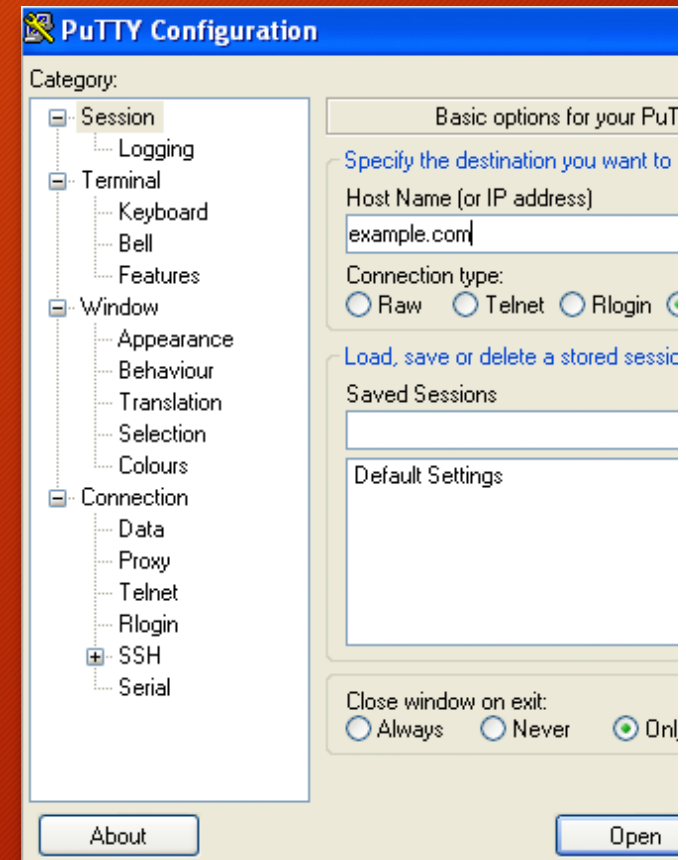 PuTTY Configuration
Category:
Session
Logging
Terminal
Keyboard
Bell
Features
Window
Appearance
Behaviour
Translation
Selection
Colours
Connection
Data
Proxy
Telnet
Rlogin
SSH
Serial
About
Basic options for your PuT
Specify the destination you want to
Host Name (or IP address)
example.com
Connection type:
Raw Telnet Rlogin
Load, save or delete a stored sessio
Saved Sessions
Default Settings
Close window on exit:
Always Never Onl
Open